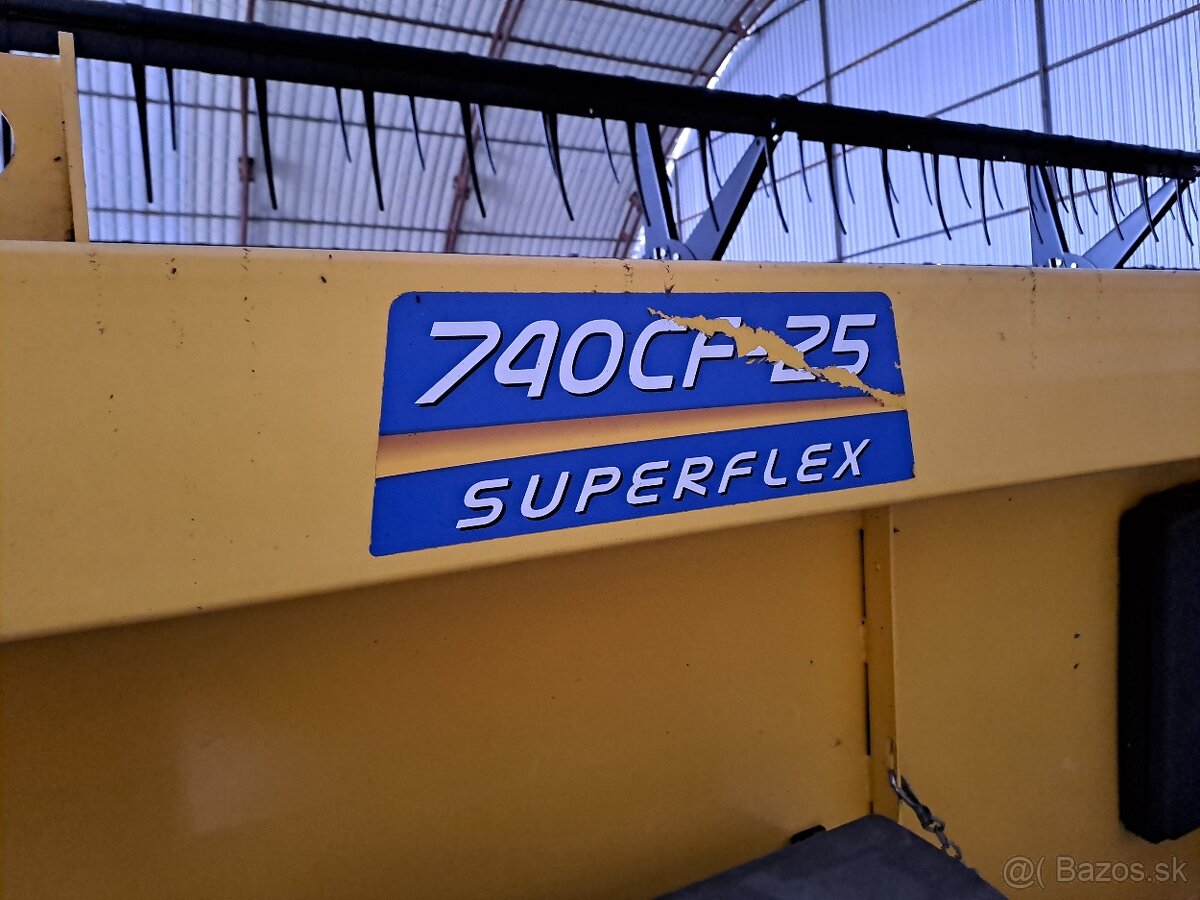 740CF-25
SUPERFLEX
@( Bazos.sk